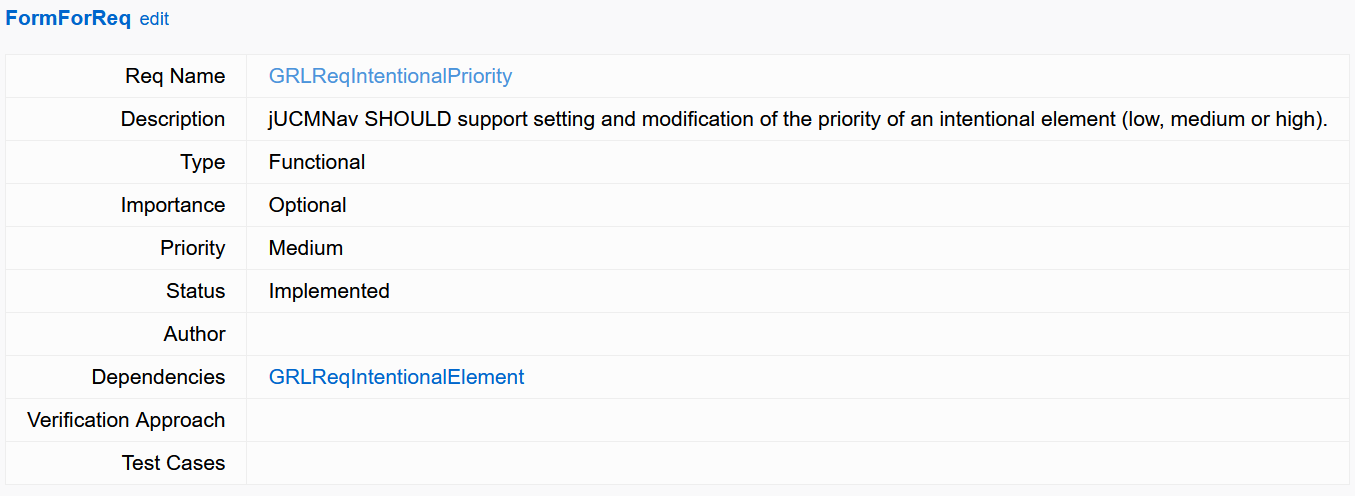 FormForReq edit
Req Name GRLReqIntentionalPriority
Description jUCMNav SHOULD support setting and modification of the priority of an intentional element (low, medium or high).
Type Functional
Importance Optional
Priority Medium
Status Implemented
Author
Dependencies GRLReqIntentionalElement
Verification Approach
Test Cases